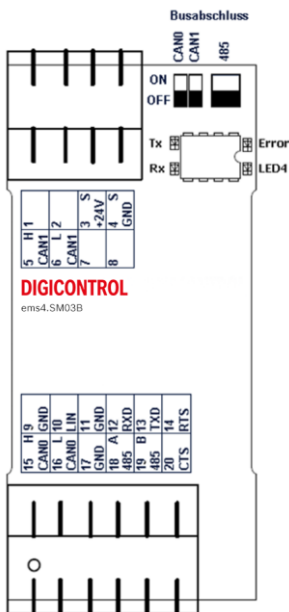 Busabschluss
CAN0
CAN1
485
ON
OFF
Tx
Error
Rx
LED4
5 H 1
CAN1
6 L 2
CAN1
7 3 S
+24V
8 4 S
GND
DIGICONTROL
ems4.SM03B
15 H 9
CAN0 GND
16 L 10
CAN0 LIN
17 11
GND GND
18 A 12
485 RXD
19 B 13
485 TXD
20 14
CTS RTS